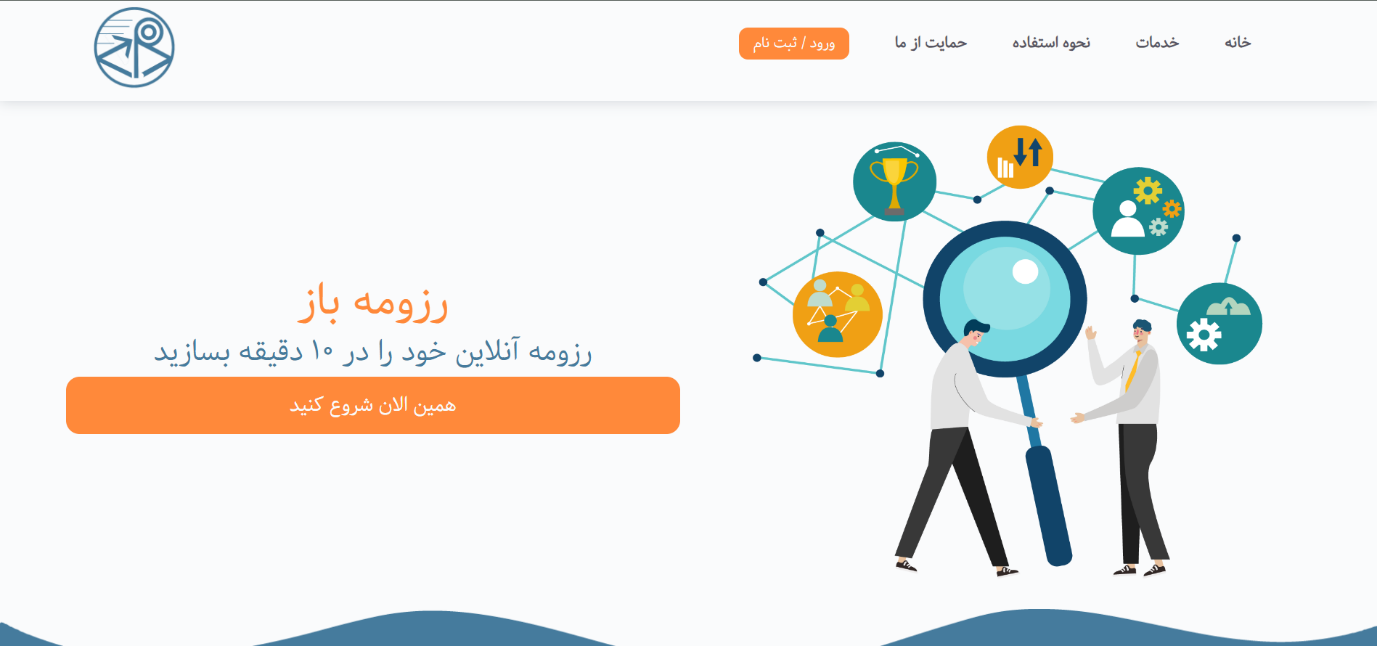 خانه
خدمات
نحوه استفاده
حمایت از ما
ورود / ثبت نام
رزومه باز
رزومه آنلاین خود را در ۱۰ دقیقه بسازید
همین الان شروع کنید